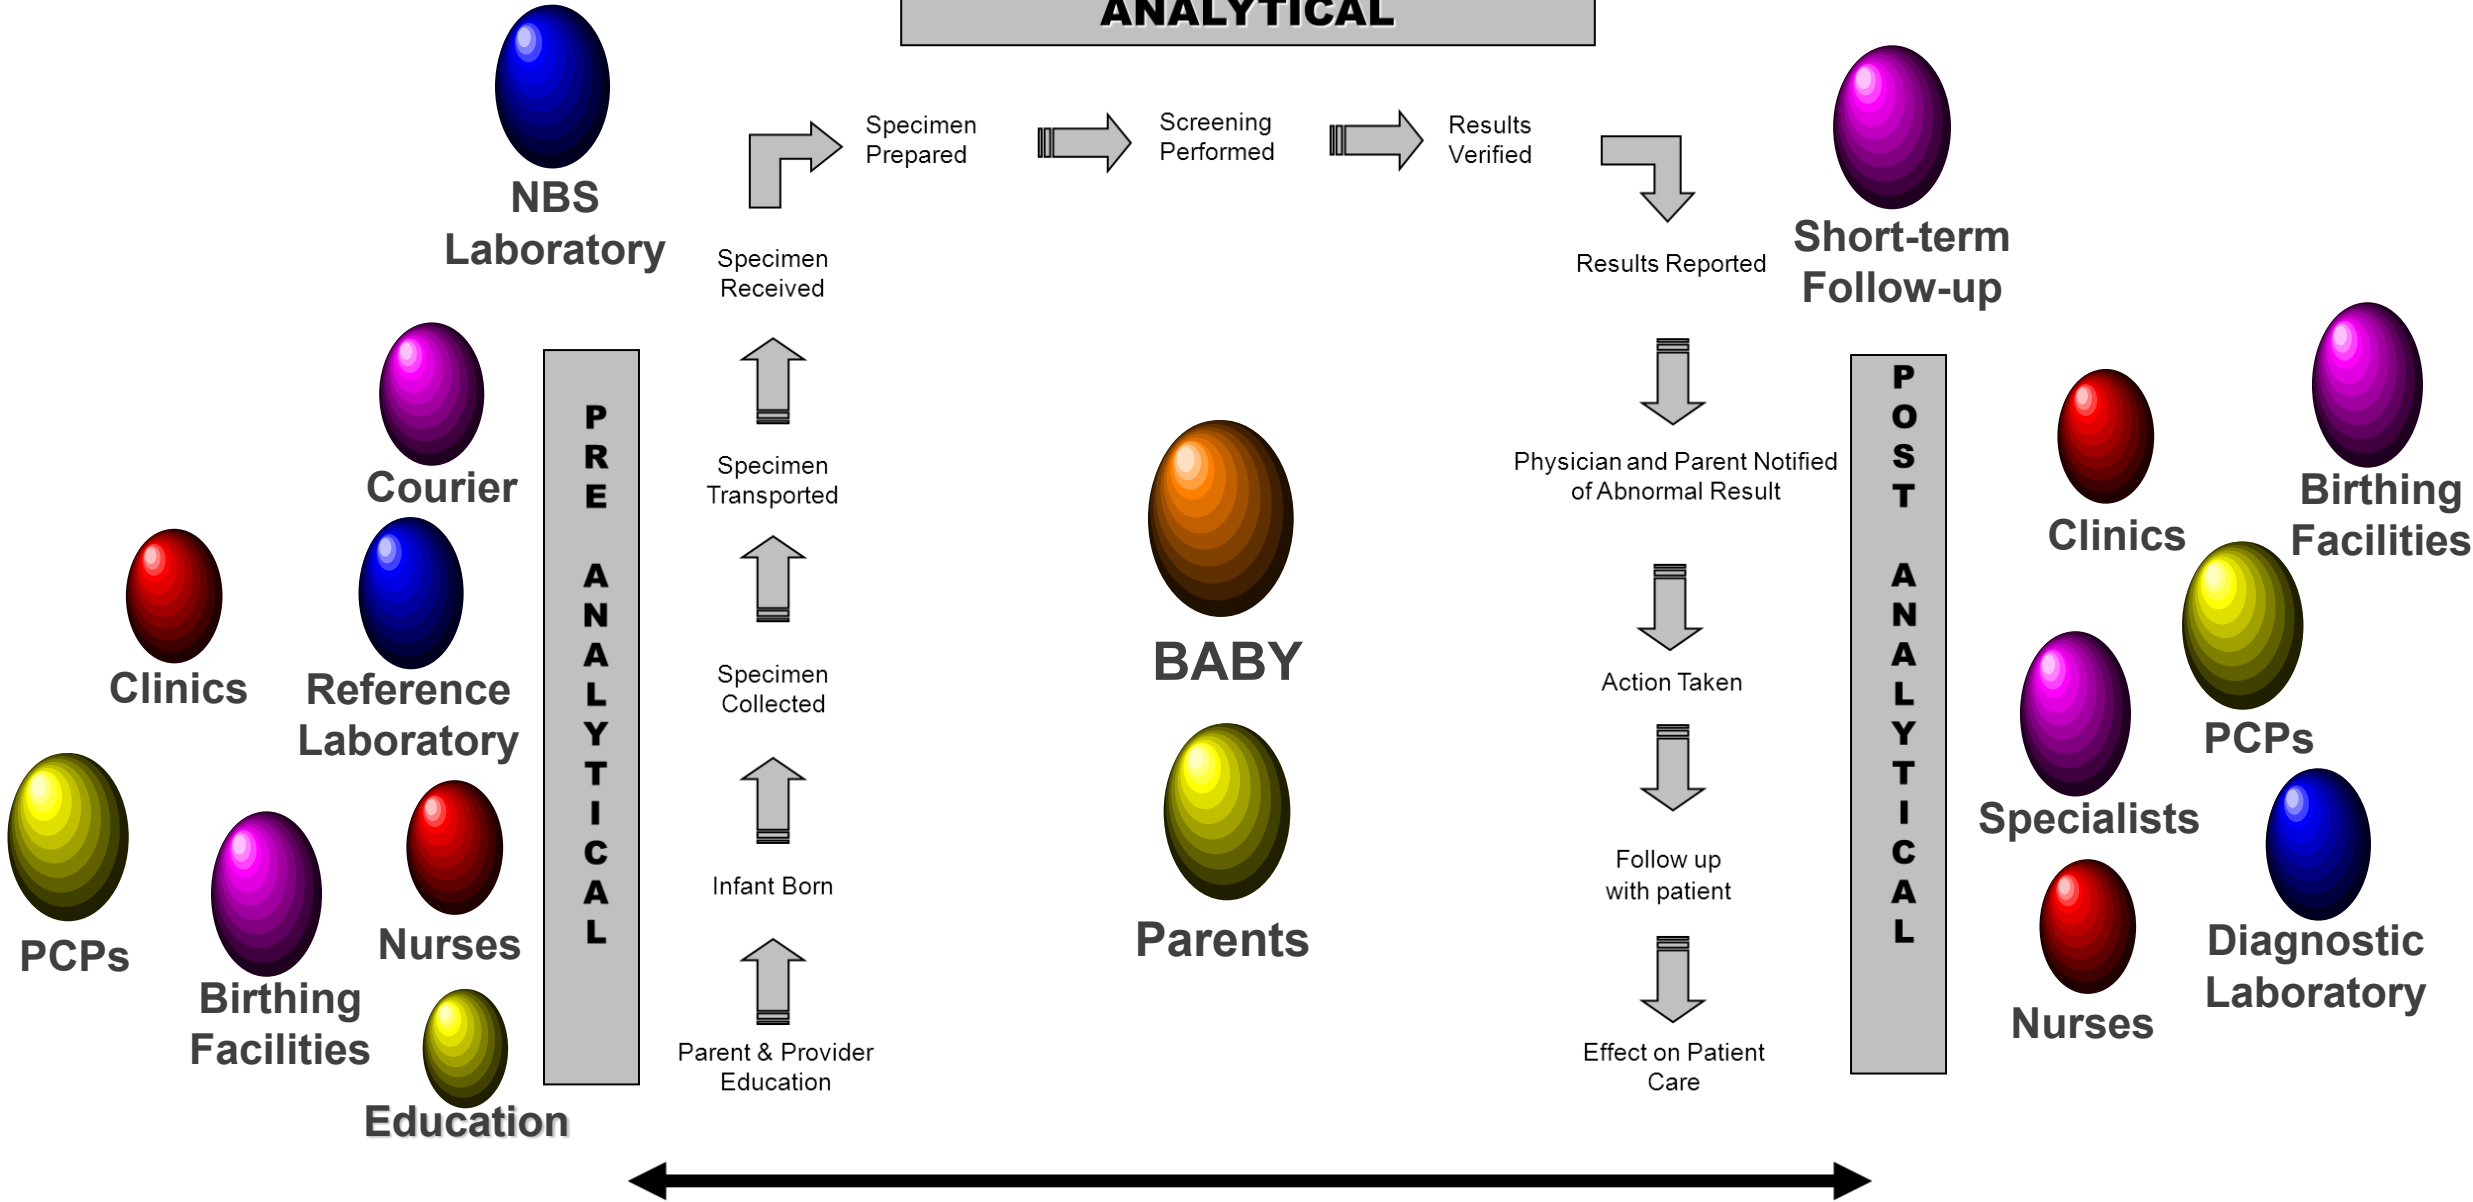 ANALYTICAL
NBS
Laboratory
Specimen
Prepared
Screening
Performed
Results
Verified
Short-term
Follow-up
Specimen
Received
Results Reported
Courier
PRE ANALYTICAL
Specimen
Transported
Physician and Parent Notified
of Abnormal Result
POST ANALYTICAL
Clinics
Birthing
Facilities
Clinics
Reference
Laboratory
Specimen
Collected
BABY
Action Taken
PCPs
Specialists
PCPs
Birthing
Facilities
Nurses
Infant Born
Parents
Follow up
with patient
Nurses
Diagnostic
Laboratory
Education
Parent & Provider
Education
Effect on Patient
Care